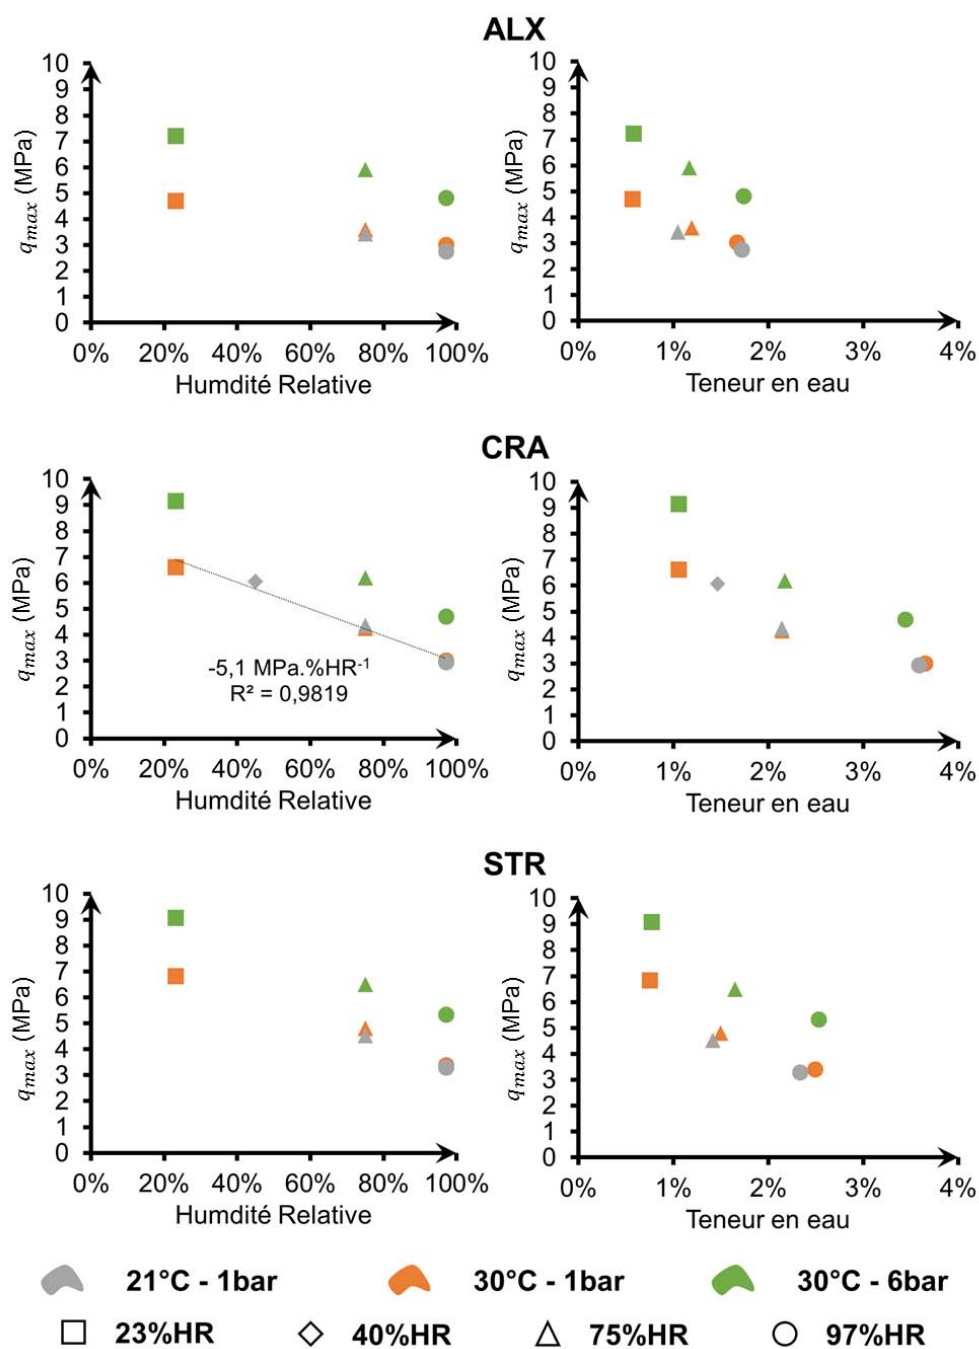 ALX
10
9
8
7
6
5
4
3
2
1
0
q_max (MPa)
0% 20% 40% 60% 80% 100%
Humdité Relative
10
9
8
7
6
5
4
3
2
1
0
q_max (MPa)
0% 1% 2% 3% 4%
Teneur en eau
CRA
10
9
8
7
6
5
4
3
2
1
0
q_max (MPa)
-5,1 MPa.%HR⁻¹
R² = 0,9819
0% 20% 40% 60% 80% 100%
Humdité Relative
10
9
8
7
6
5
4
3
2
1
0
q_max (MPa)
0% 1% 2% 3% 4%
Teneur en eau
STR
10
9
8
7
6
5
4
3
2
1
0
q_max (MPa)
0% 20% 40% 60% 80% 100%
Humdité Relative
10
9
8
7
6
5
4
3
2
1
0
q_max (MPa)
0% 1% 2% 3% 4%
Teneur en eau
21°C - 1bar 30°C - 1bar 30°C - 6bar
23%HR 40%HR 75%HR 97%HR